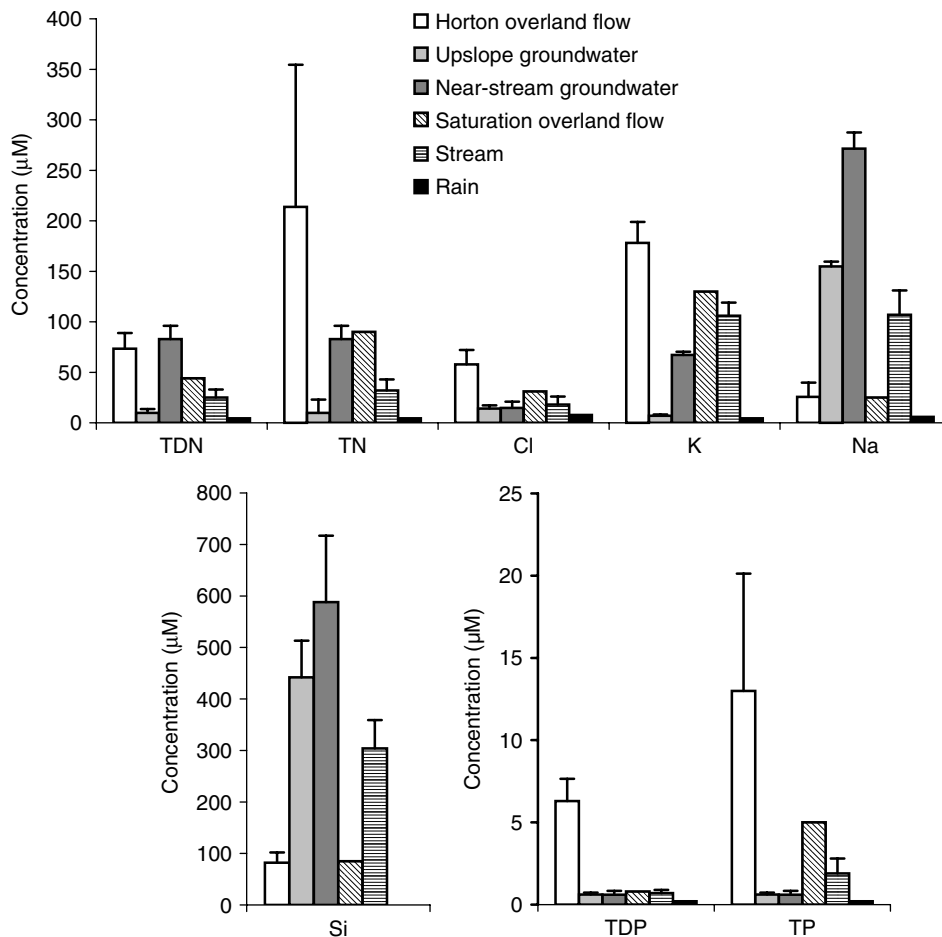 400
350
300
250
200
150
100
50
0
Concentration (μM)
Horton overland flow
Upslope groundwater
Near-stream groundwater
Saturation overland flow
Stream
Rain
TDN TN Cl K Na
800
700
600
500
400
300
200
100
0
Concentration (μM)
Si
25
20
15
10
5
0
Concentration (μM)
TDP TP